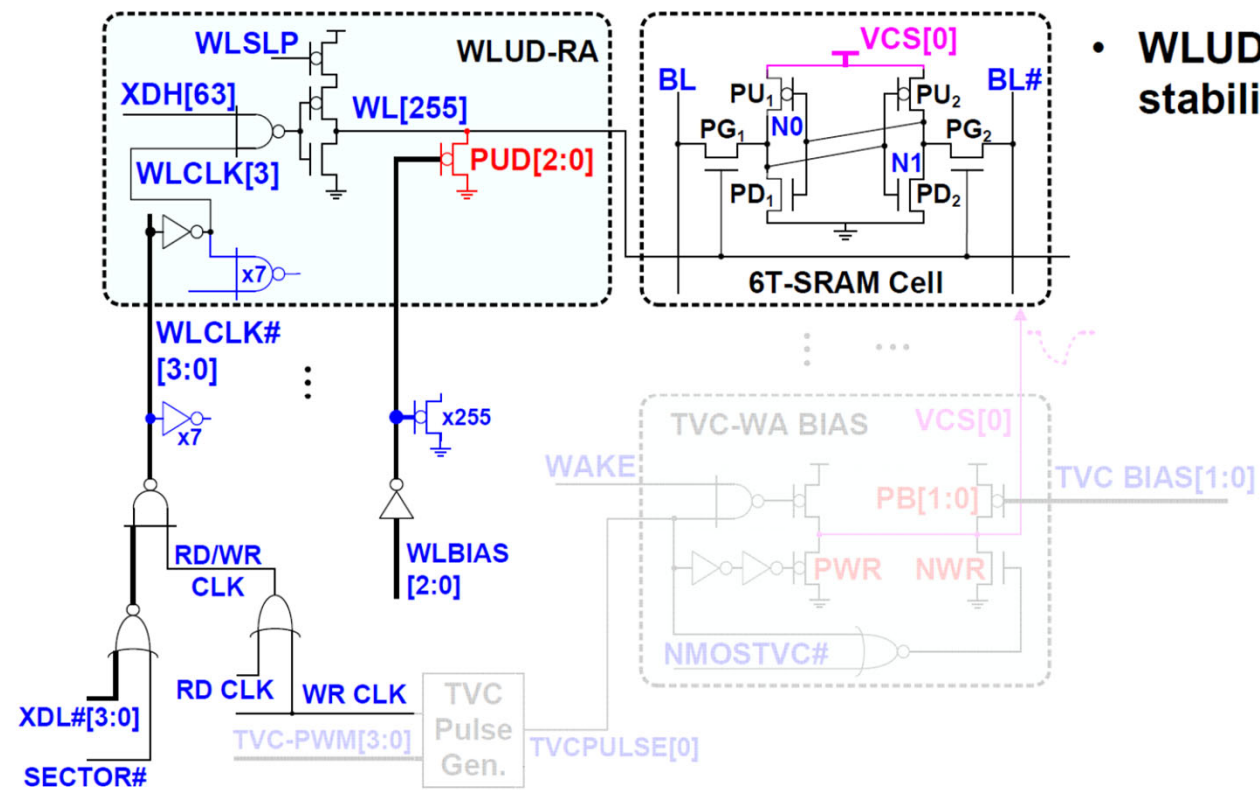 WLSLP
WLUD-RA
XDH[63]
WL[255]
WLCLK[3]
PUD[2:0]
x7
VCS[0]
BL
BL#
PU1
PU2
PG1
N0
PG2
N1
PD1
PD2
6T-SRAM Cell
• WLUD
stabili
WLCLK#
[3:0]
x7
x255
RD/WR
CLK
WLBIAS
[2:0]
RD CLK
WR CLK
XDL#[3:0]
SECTOR#
TVC-PWM[3:0]
TVC
Pulse
Gen.
TVCPULSE[0]
TVC-WA BIAS
VCS[0]
WAKE
PB[1:0]
TVC BIAS[1:0]
PWR
NWR
NMOSTVC#